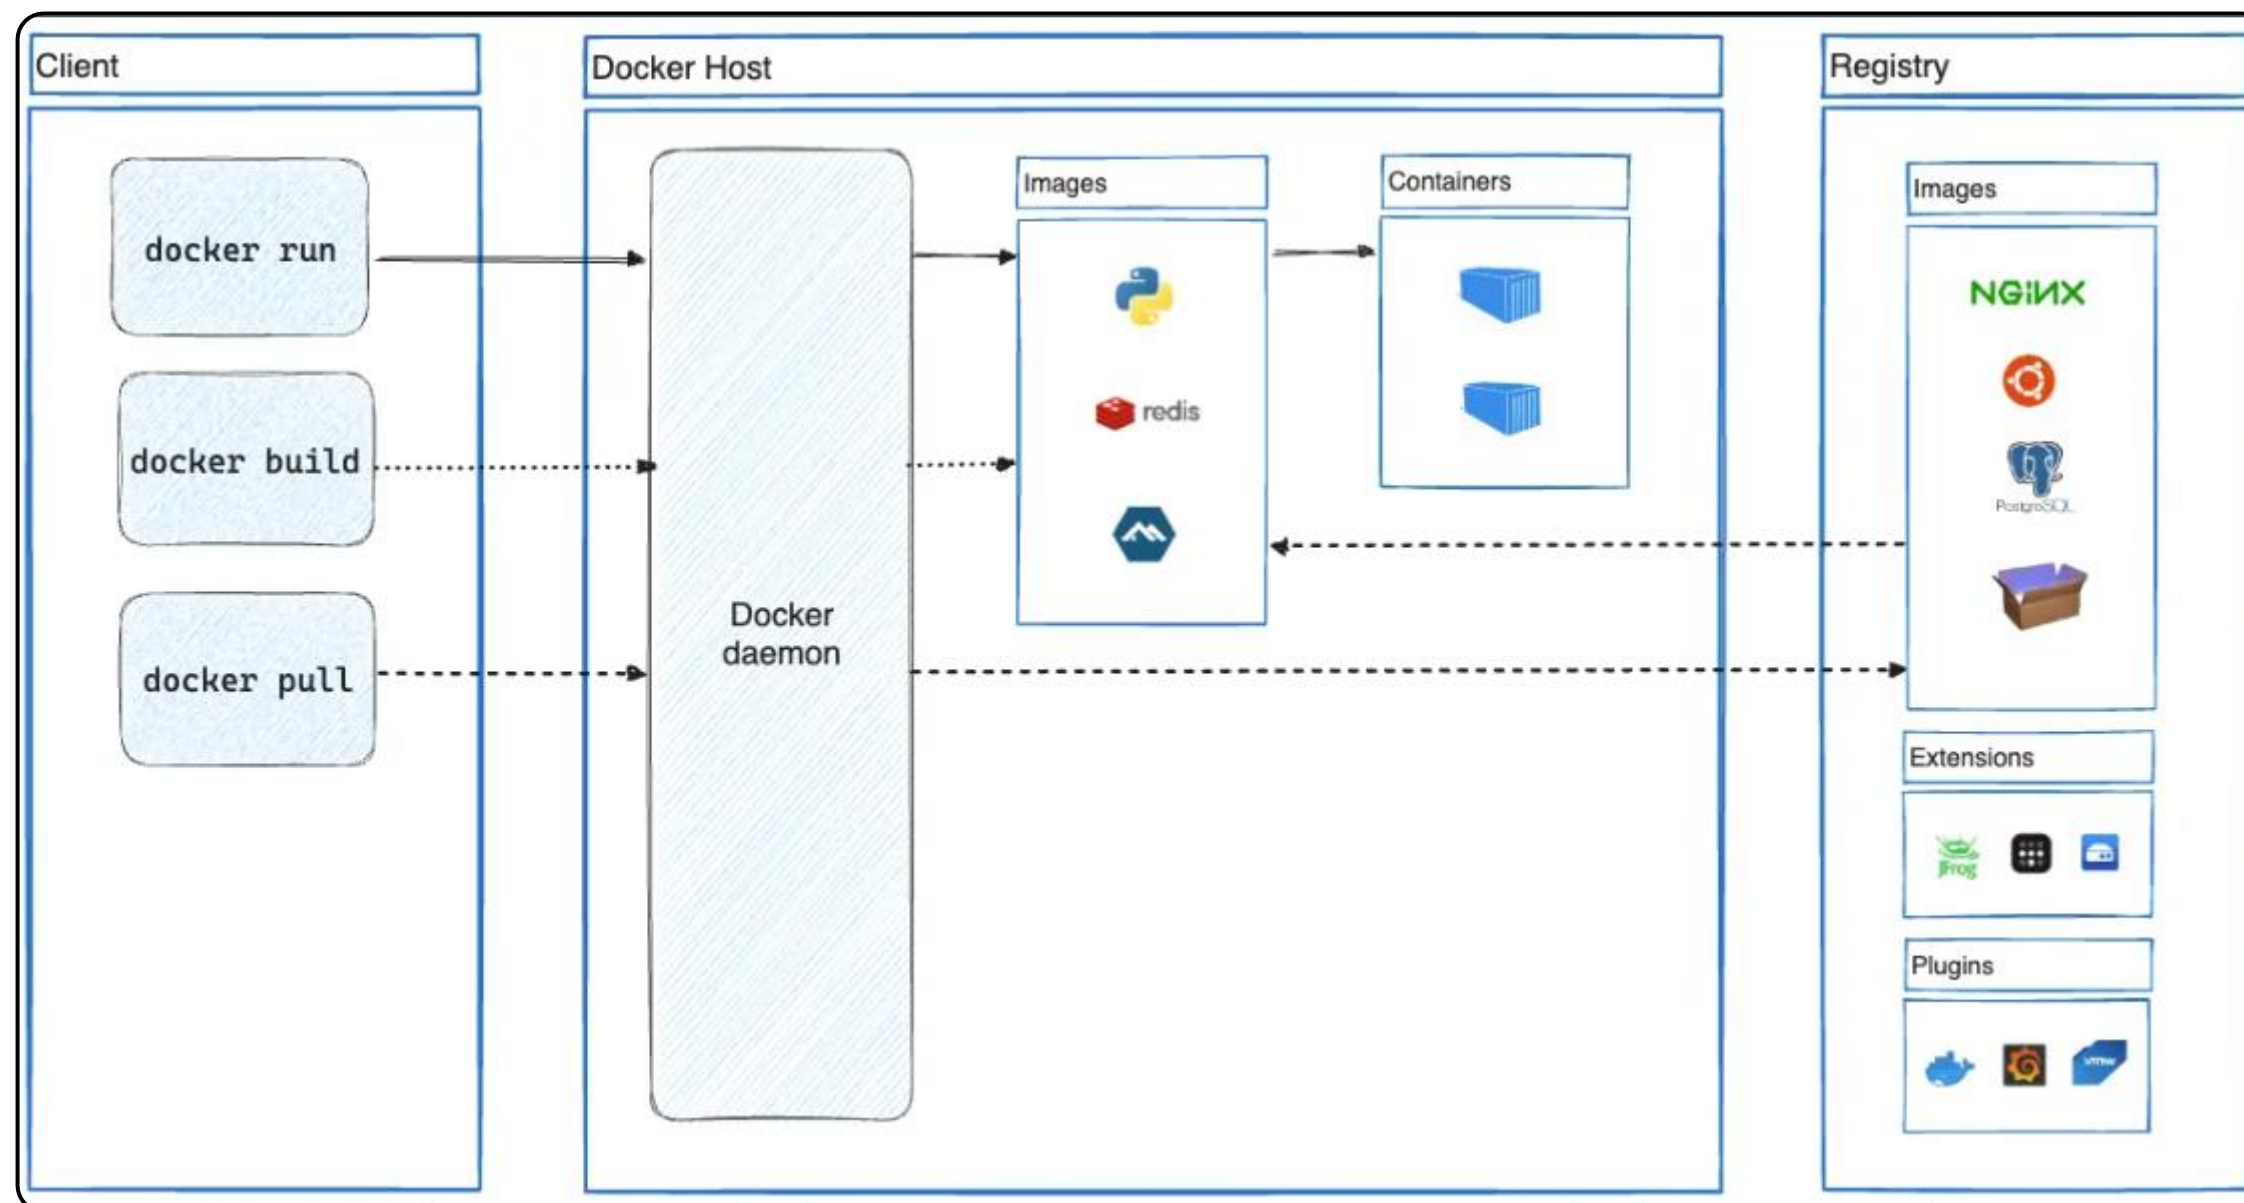 Client
docker run
docker build
docker pull
Docker Host
Docker
daemon
Images
redis
Containers
Registry
Images
NGINX
PostgreSQL
Extensions
JFrog
Plugins
vmw